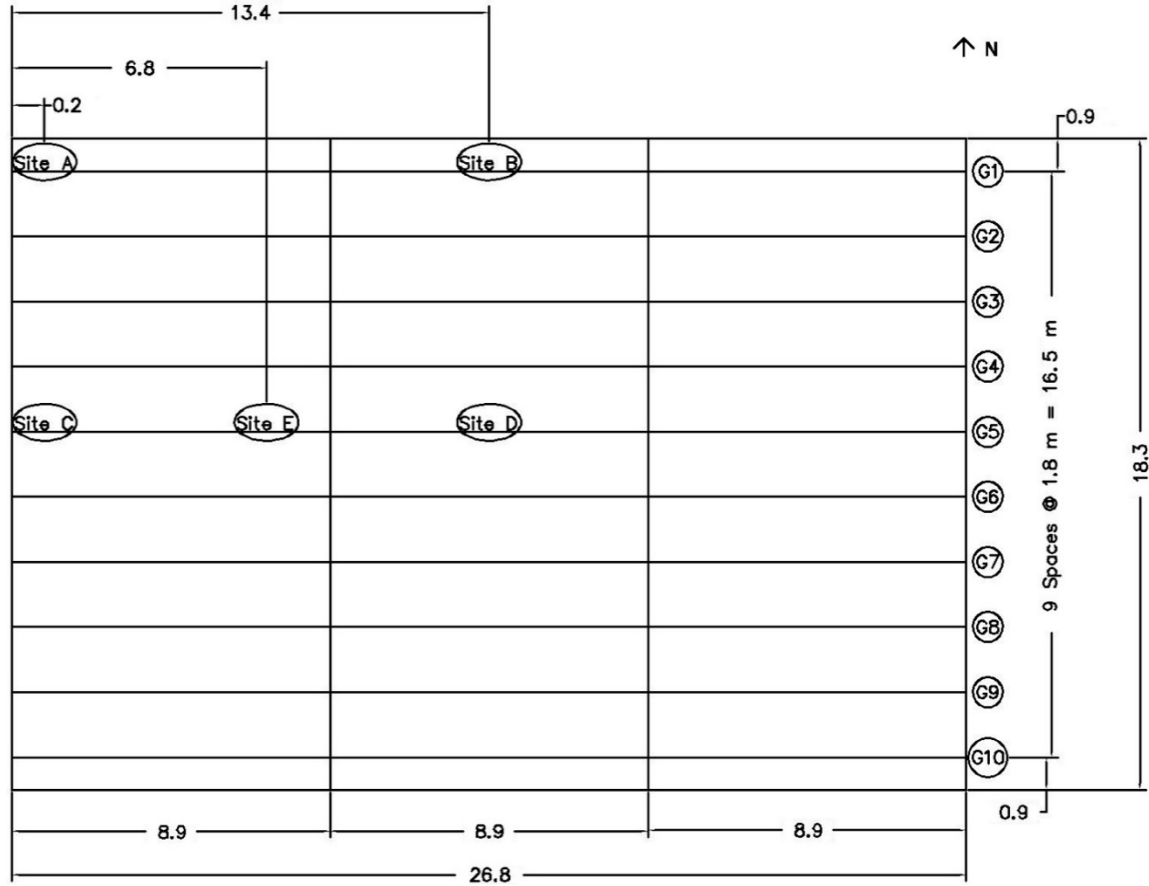 13.4
N
6.8
0.2
0.9
Site A
Site B
G1
G2
G3
G4
Site C
Site E
Site D
G5
G6
G7
G8
G9
G10
9 Spaces @ 1.8 m = 16.5 m
18.3
0.9
8.9
8.9
8.9
26.8